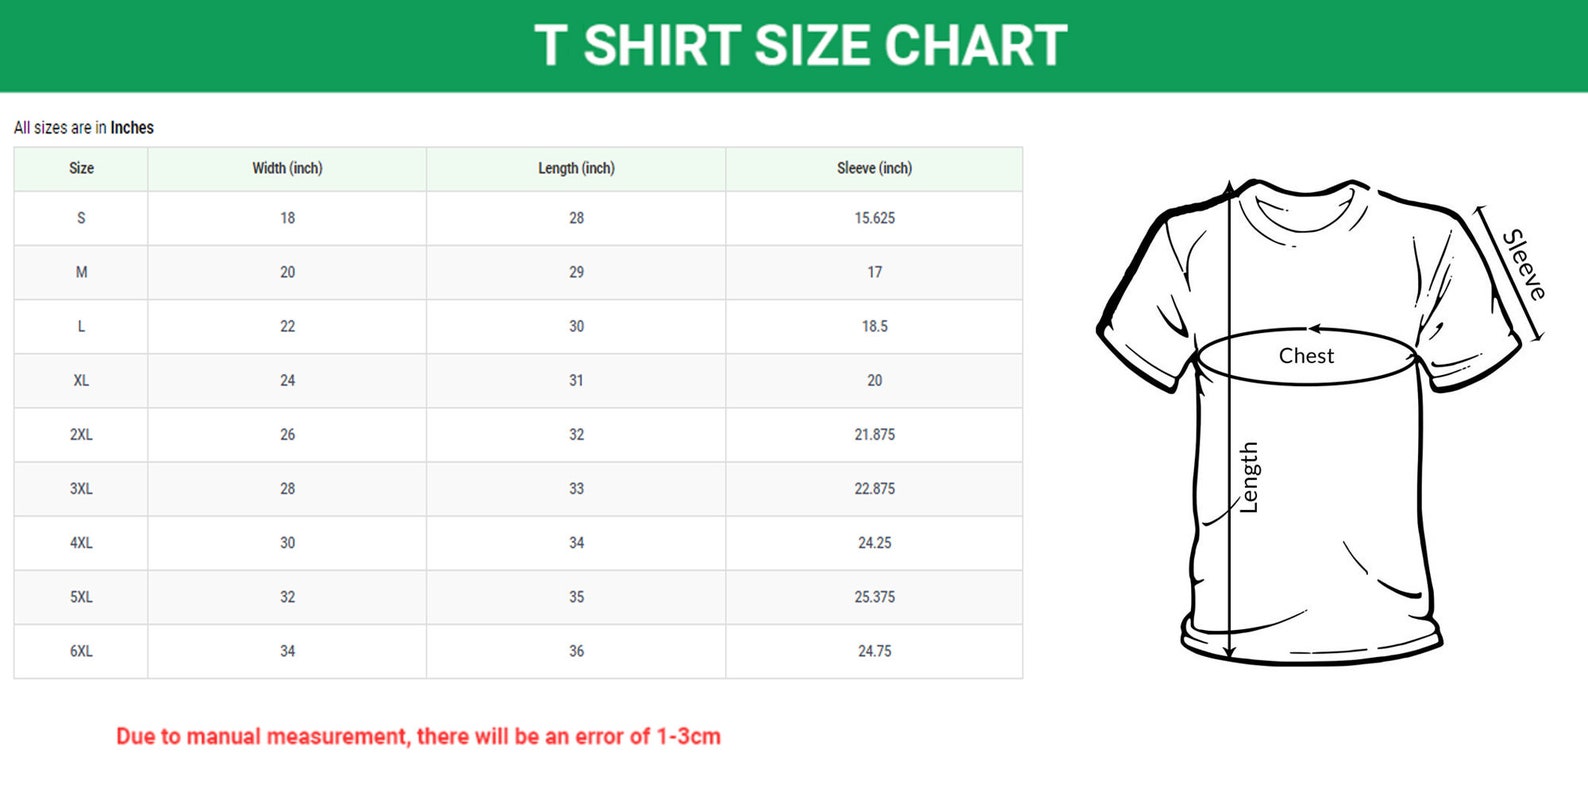 T SHIRT SIZE CHART
All sizes are in Inches
Size Width (inch) Length (inch) Sleeve (inch)
S 18 28 15.625
M 20 29 17
L 22 30 18.5
XL 24 31 20
2XL 26 32 21.875
3XL 28 33 22.875
4XL 30 34 24.25
5XL 32 35 25.375
6XL 34 36 24.75
Due to manual measurement, there will be an error of 1-3cm
Sleeve
Chest
Length